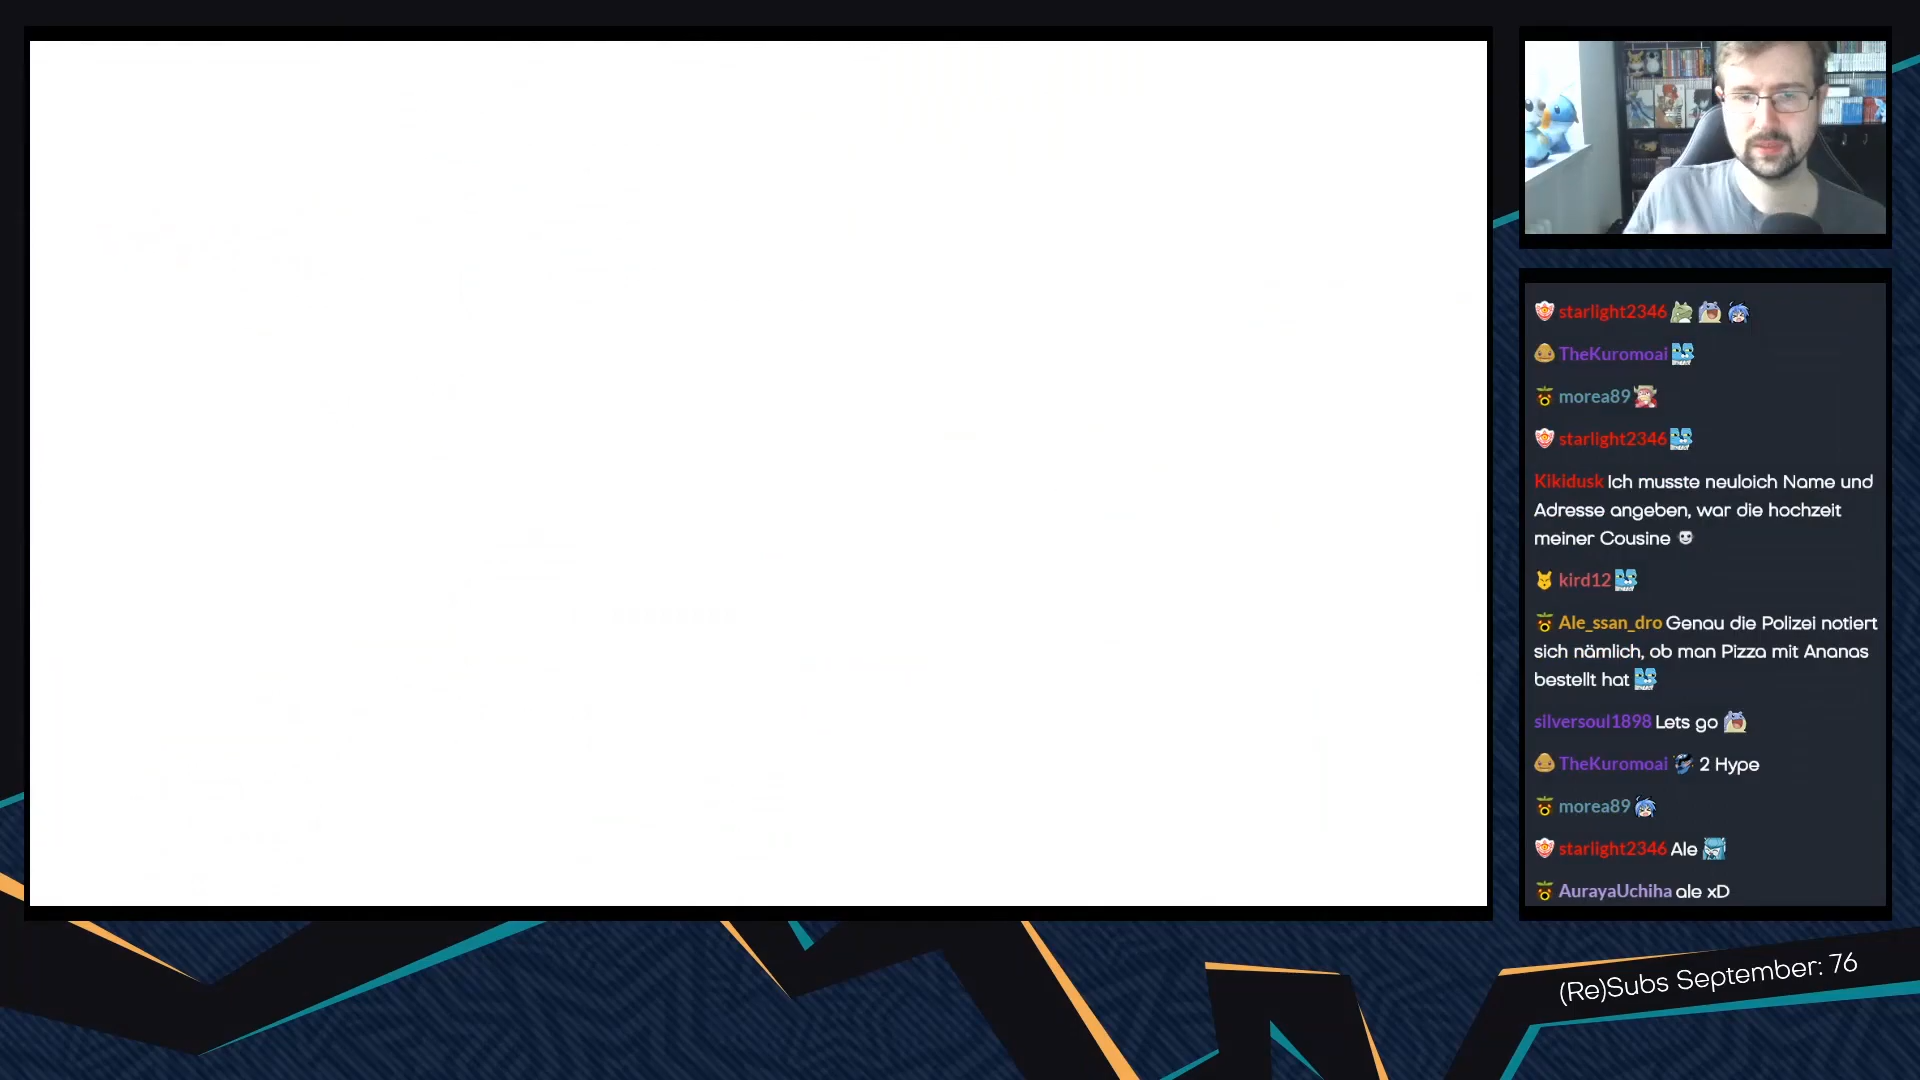 starlight2346
TheKuromoai
morea89
starlight2346
Kikidusk Ich musste neuloich Name und
Adresse angeben, war die hochzeit
meiner Cousine
kird12
Ale_ssan_dro Genau die Polizei notiert
sich nämlich, ob man Pizza mit Ananas
bestellt hat
silversoul1898 Lets go
TheKuromoai 2 Hype
morea89
starlight2346 Ale
AurayaUchiha ale xD
(Re)Subs September: 76